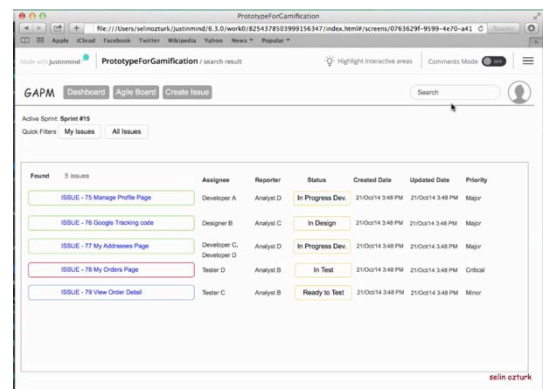 PrototypeForGamification
file:///Users/selinozturk/Justinmind/6.3.0/work0/8254378503999156347/index.html#/screens/0763629f-9599-4e70-a41 Reader
Apple iCloud Facebook Twitter Wikipedia Yahoo News Popular
Made with Justinmind PrototypeForGamification / search result Highlight interactive areas Comments Mode OFF
GAPM Dashboard Agile Board Create Issue Search
Active Sprint: Sprint #15
Quick Filters My Issues All Issues
Found 5 issues Assignee Reporter Status Created Date Updated Date Priority
ISSUE - 75 Manage Profile Page Developer A Analyst D In Progress Dev. 21/Oct/14 3:48 PM 21/Oct/14 3:48 PM Major
ISSUE - 76 Google Tracking code Designer B Analyst C In Design 21/Oct/14 3:48 PM 21/Oct/14 3:48 PM Major
ISSUE - 77 My Addresses Page Developer C, Developer D Analyst D In Progress Dev. 21/Oct/14 3:48 PM 21/Oct/14 3:48 PM Major
ISSUE - 78 My Orders Page Tester D Analyst B In Test 21/Oct/14 3:48 PM 21/Oct/14 3:48 PM Critical
ISSUE - 79 View Order Detail Tester C Analyst B Ready to Test 21/Oct/14 3:48 PM 21/Oct/14 3:48 PM Minor
selin ozturk